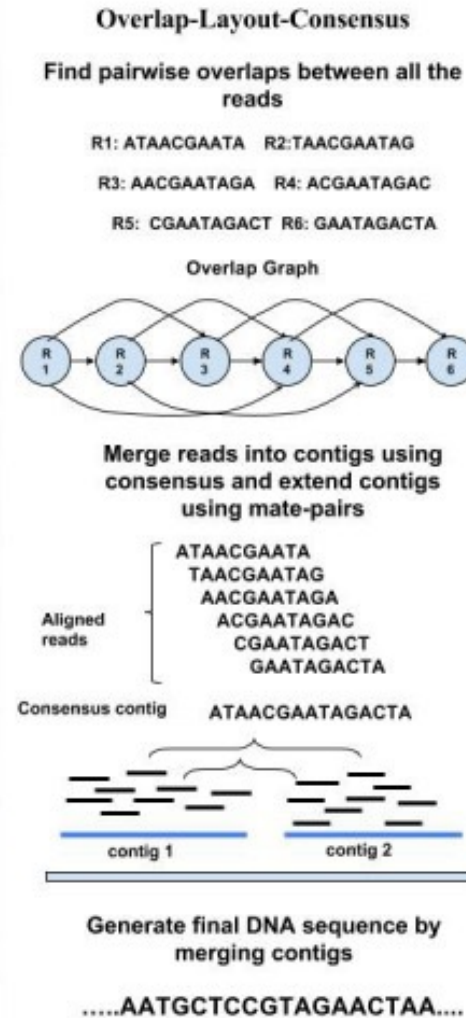 Overlap-Layout-Consensus
Find pairwise overlaps between all the
reads
R1: ATAACGAATA R2:TAACGAATAG
R3: AACGAATAGA R4: ACGAATAGAC
R5: CGAATAGACT R6: GAATAGACTA
Overlap Graph
R R R R R R
1 2 3 4 5 6
Merge reads into contigs using
consensus and extend contigs
using mate-pairs
ATAACGAATA
TAACGAATAG
AACGAATAGA
Aligned
reads
ACGAATAGAC
CGAATAGACT
GAATAGACTA
Consensus contig ATAACGAATAGACTA
contig 1 contig 2
Generate final DNA sequence by
merging contigs
.....AATGCTCCGTAGAACTAA....